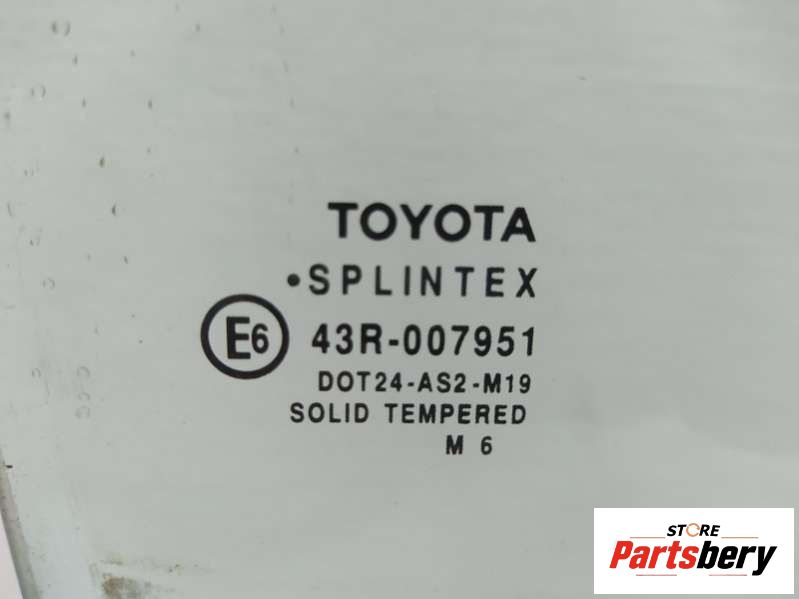 TOYOTA
•SPLINTEX
E6 43R-007951
DOT24-AS2-M19
SOLID TEMPERED
M 6
STORE
Partsbery